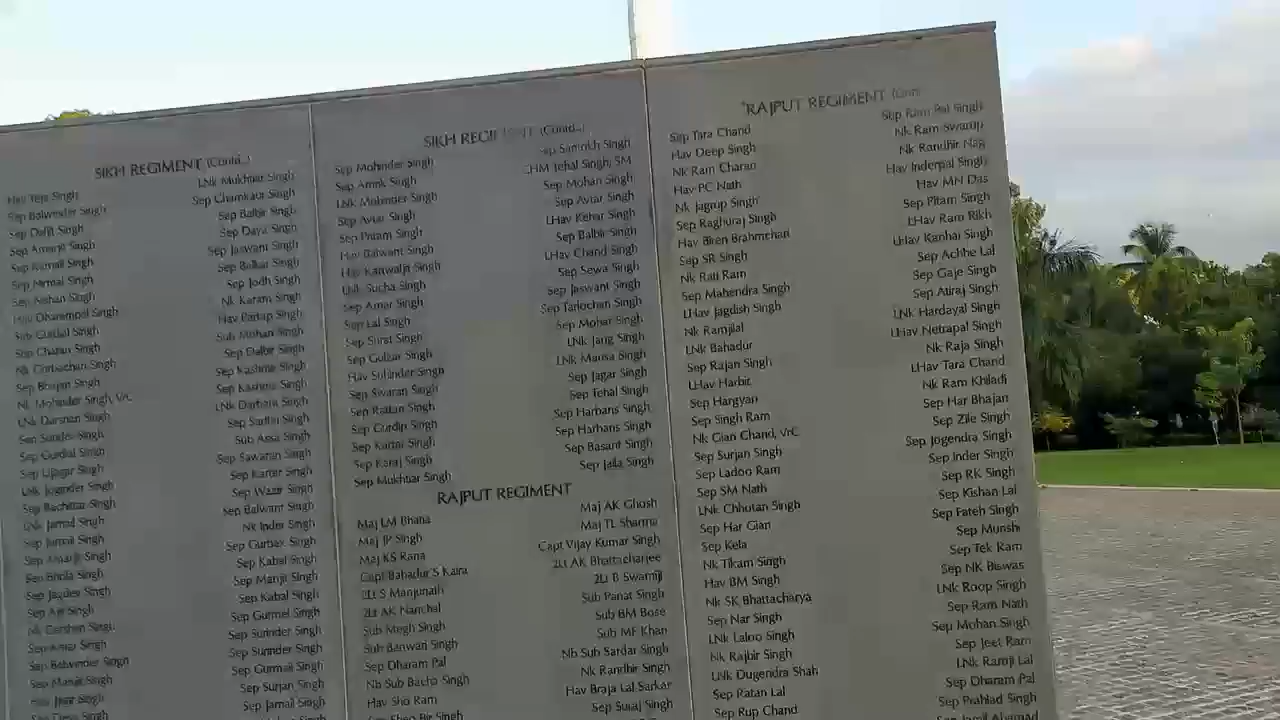 SIKH REGIMENT (Contd...)
Hav Teja Singh
Sep Balwinder Singh
Sep Daljit Singh
Sep Amarjit Singh
Sep Karnail Singh
Sep Nirmal Singh
Sep Kishan Singh
Hav Dharampal Singh
Sub Gurdial Singh
Sep Charan Singh
Nk Gurbachan Singh
Sep Bhajan Singh
Nk Mohinder Singh, VrC
LNk Darshan Singh
Sep Sunder Singh
Sep Gurdial Singh
Sep Ujagar Singh
LNk Joginder Singh
Sep Bachittar Singh
LNk Jarnail Singh
Sep Jarnail Singh
Sep Amarjit Singh
Sep Bhola Singh
Sep Jagdev Singh
Sep Ajit Singh
Nk Darshan Singh
Sep Amar Singh
Sep Balwinder Singh
Sep Manjit Singh
Singh
LNk Mukhtiar Singh
Sep Chamkaur Singh
Sep Balbir Singh
Sep Daya Singh
Sep Jaswant Singh
Sep Balkar Singh
Sep Jodh Singh
Nk Karam Singh
Hav Partap Singh
Sub Mohan Singh
Sep Dalbir Singh
Sep Kashmir Singh
Sep Kashmir Singh
LNk Darbara Singh
Sep Sudhir Singh
Sub Assa Singh
Sep Sawaran Singh
Sep Kartar Singh
Sep Wazir Singh
Sep Balwant Singh
Nk Inder Singh
Sep Gurbax Singh
Sep Kabal Singh
Sep Manjit Singh
Sep Kabal Singh
Sep Gurmel Singh
Sep Surinder Singh
Sep Surinder Singh
Sep Gurmail Singh
Sep Surjan Singh
Sep Jarnail Singh
SIKH REGIMENT (Contd...)
Sep Mohinder Singh
Sep Amrik Singh
LNk Mohinder Singh
Sep Avtar Singh
Sep Pritam Singh
Hav Balwant Singh
Hav Kanwaljit Singh
LNk Sucha Singh
Sep Amar Singh
Sep Lal Singh
Sep Surat Singh
Sep Gulzar Singh
Hav Sulinder Singh
Sep Swaran Singh
Sep Rattan Singh
Sep Gurdip Singh
Sep Kartar Singh
Sep Karaj Singh
Sep Mukhtiar Singh
Sep Santokh Singh
CHM Tehal Singh, SM
Sep Mohan Singh
Sep Avtar Singh
LHav Kehar Singh
Sep Balbir Singh
LHav Chand Singh
Sep Sewa Singh
Sep Jaswant Singh
Sep Tarlochan Singh
Sep Mohar Singh
LNk Jang Singh
LNk Mansa Singh
Sep Jagar Singh
Sep Tehal Singh
Sep Harbans Singh
Sep Harbans Singh
Sep Basant Singh
Sep Jaila Singh
RAJPUT REGIMENT
Maj LM Bhatia
Maj JP Singh
Maj KS Rana
Capt Bahadur S Kaira
2Lt S Manjunath
2Lt AK Nanchal
Sub Megh Singh
Sub Banwari Singh
Sep Dharam Pal
Nb Sub Bacha Singh
Hav Sho Ram
Sep Sheo Bir Singh
Maj AK Ghosh
Maj TL Sharma
Capt Vijay Kumar Singh
2Lt AK Bhattacharjee
2Lt B Swamiji
Sub Panat Singh
Sub BM Bose
Sub MF Khan
Nb Sub Sardar Singh
Nk Randhir Singh
Hav Braja Lal Sarkar
Sep Suraj Singh
RAJPUT REGIMENT (Contd...)
Sep Tara Chand
Hav Deep Singh
Nk Ram Charan
Hav PC Nath
Nk Jagrup Singh
Sep Raghuraj Singh
Hav Biren Brahmchari
Sep SR Singh
Nk Rati Ram
Sep Mahendra Singh
LHav Jagdish Singh
Nk Ramjilal
LNk Bahadur
Sep Rajan Singh
LHav Harbir
Sep Hargyan
Sep Singh Ram
Nk Gian Chand, VrC
Sep Surjan Singh
Sep Ladoo Ram
Sep SM Nath
LNk Chhotan Singh
Sep Har Gian
Sep Kela
Nk Tikam Singh
Hav BM Singh
Nk SK Bhattacharya
Sep Nar Singh
LNk Laloo Singh
Nk Rajbir Singh
LNk Dugendra Shah
Sep Ratan Lal
Sep Rup Chand
Sep Ram Pal Singh
Nk Ram Swarup
Nk Randhir Nag
Hav Inderpal Singh
Hav MN Das
Sep Pitam Singh
LHav Ram Rikh
LHav Kanhai Singh
Sep Achhe Lal
Sep Gaje Singh
Sep Atiraj Singh
LNk Hardayal Singh
LHav Netrapal Singh
Nk Raja Singh
LHav Tara Chand
Nk Ram Khiladi
Sep Har Bhajan
Sep Zile Singh
Sep Jogendra Singh
Sep Inder Singh
Sep RK Singh
Sep Kishan Lal
Sep Fateh Singh
Sep Munshi
Sep Tek Ram
Sep NK Biswas
LNk Roop Singh
Sep Ram Nath
Sep Mohan Singh
Sep Jeet Ram
LNk Ramji Lal
Sep Dharam Pal
Sep Prahlad Singh
Sep Jamil Ahamad